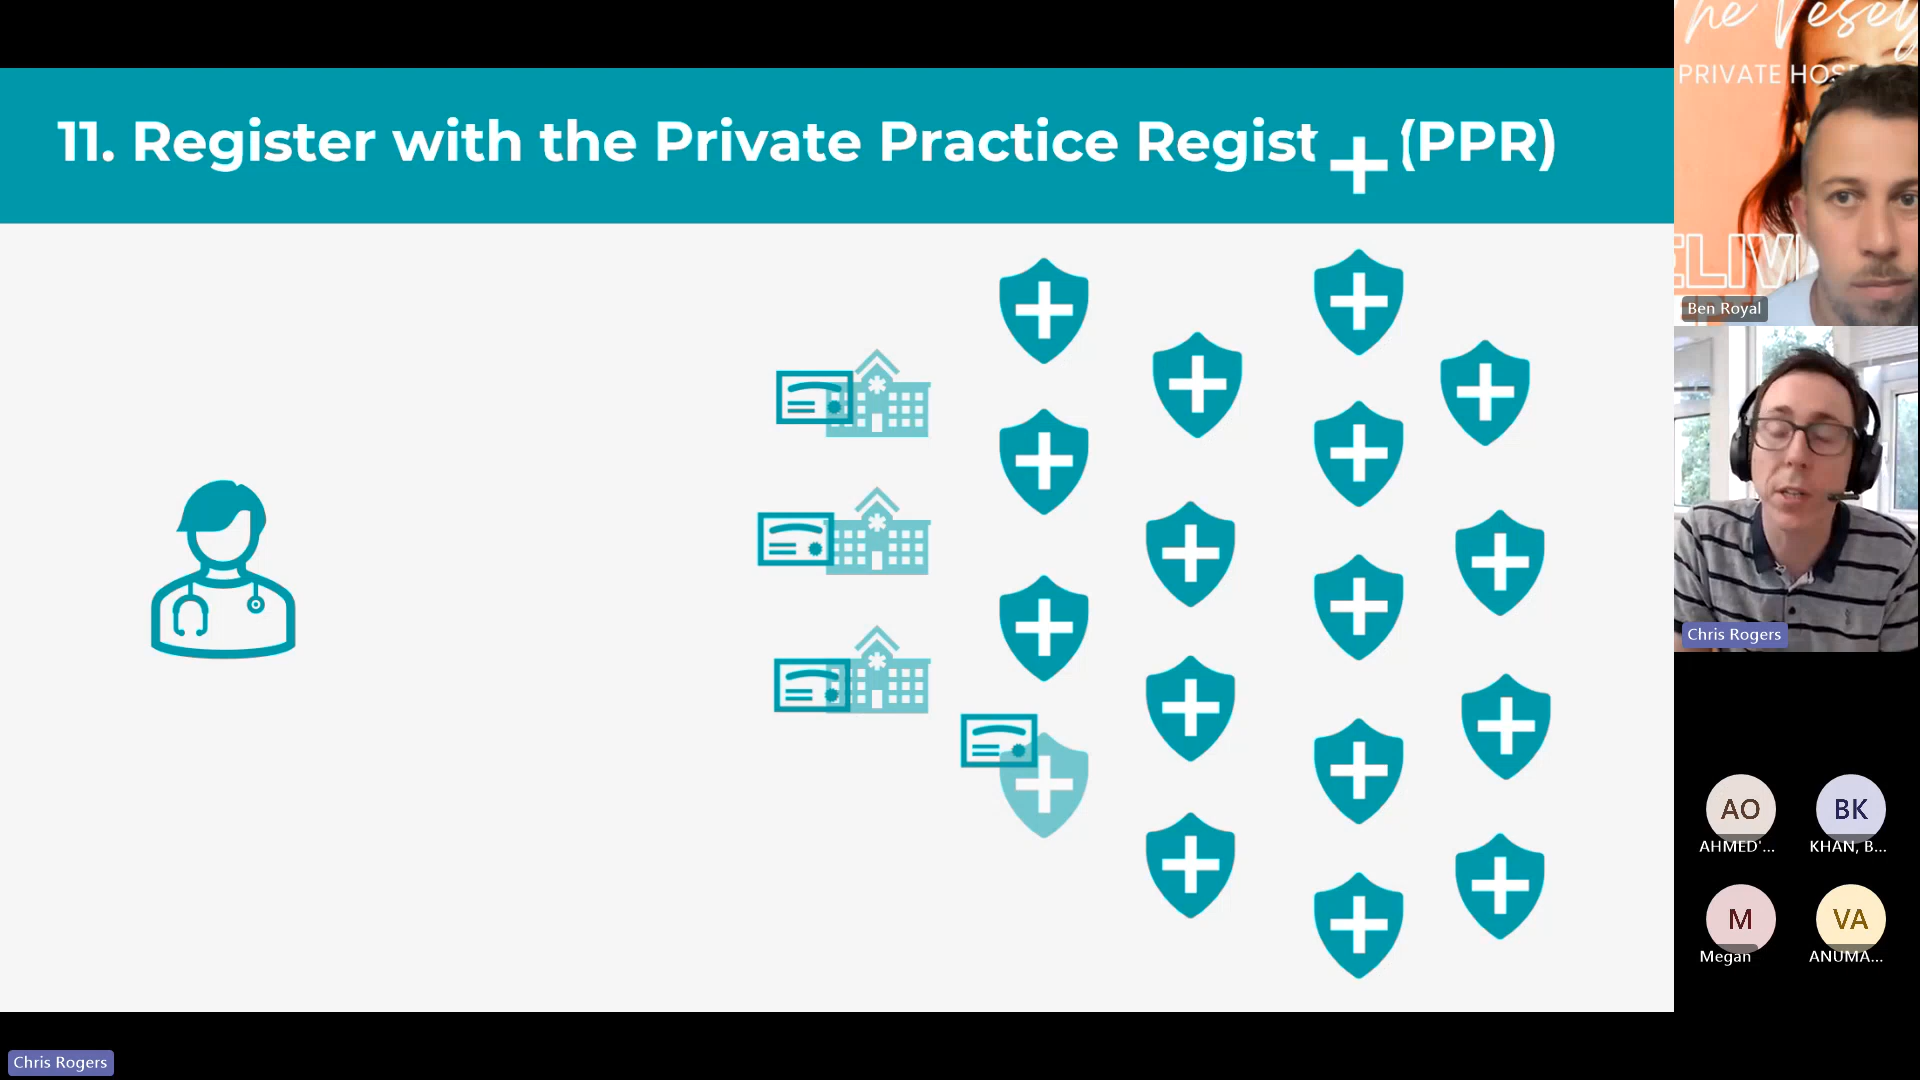 11. Register with the Private Practice Regist (PPR)
PRIVATE
Ben Royal
Chris Rogers
AO
AHMED'...
BK
KHAN, B...
M
Megan
VA
ANUMA...
Chris Rogers